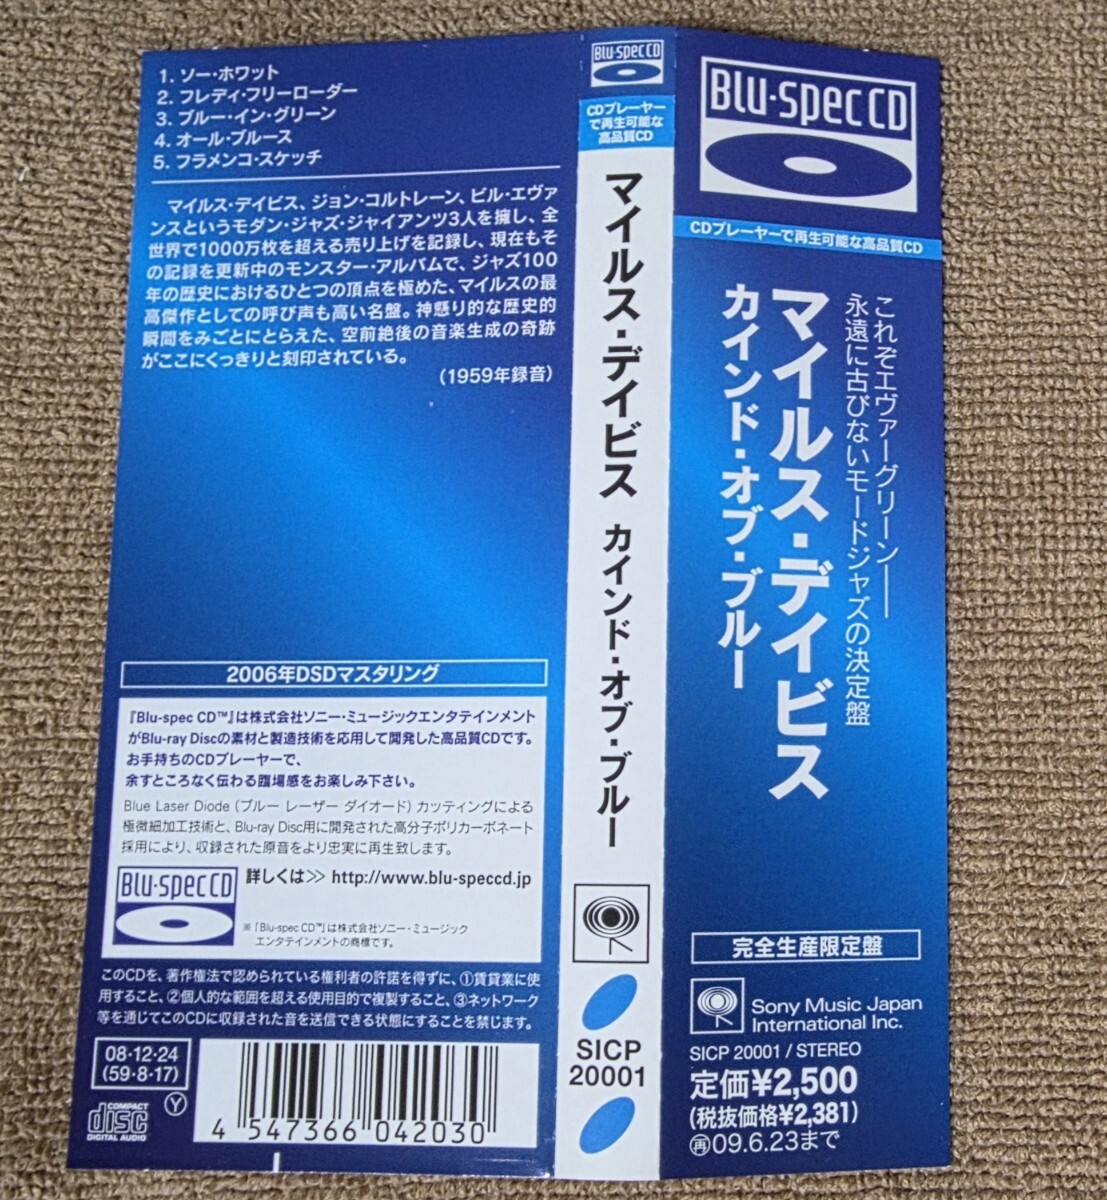 1. ソー・ホワット
2. フレディ・フリーローダー
3. ブルー・イン・グリーン
4. オール・ブルース
5. フラメンコ・スケッチ
マイルス・デイビス、ジョン・コルトレーン、ビル・エヴァ
ンスというモダン・ジャズ・ジャイアンツ3人を擁し、全
世界で1000万枚を超える売り上げを記録し、現在もそ
の記録を更新中のモンスター・アルバムで、ジャズ100
年の歴史におけるひとつの頂点を極めた、マイルスの最
高傑作としての呼び声も高い名盤。神懸り的な歴史的
瞬間をみごとにとらえた、空前絶後の音楽生成の奇跡
がここにくっきりと刻印されている。
(1959年録音)
2006年DSDマスタリング
『Blu-spec CD™』は株式会社ソニー・ミュージックエンタテインメント
がBlu-ray Discの素材と製造技術を応用して開発した高品質CDです。
お手持ちのCDプレーヤーで、
余すところなく伝わる臨場感をお楽しみ下さい。
Blue Laser Diode (ブルー レーザー ダイオード) カッティングによる
極微細加工技術と、Blu-ray Disc用に開発された高分子ポリカーボネート
採用により、収録された原音をより忠実に再生致します。
Blu-spec CD
詳しくは>> http://www.blu-speccd.jp
※「Blu-spec CD™」は株式会社ソニー・ミュージック
エンタテインメントの商標です。
このCDを、著作権法で認められている権利者の許諾を得ずに、①賃貸業に使
用すること、②個人的な範囲を超える使用目的で複製すること、③ネットワーク
等を通じてこのCDに収録された音を送信できる状態にすることを禁じます。
08・12・24
(59・8・17)
Y
COMPACT
disc
DIGITAL AUDIO
4 547366 042030
Blu-spec CD
CDプレーヤー
で再生可能な
高品質CD
マイルス・デイビス カインド・オブ・ブルー
SICP
20001
Blu-spec CD
CDプレーヤーで再生可能な高品質CD
これぞエヴァーグリーン——
永遠に古びないモードジャズの決定盤
マイルス・デイビス
カインド・オブ・ブルー
完全生産限定盤
Sony Music Japan
International Inc.
SICP 20001 / STEREO
定価¥2,500
(税抜価格¥2,381)
再09.6.23まで